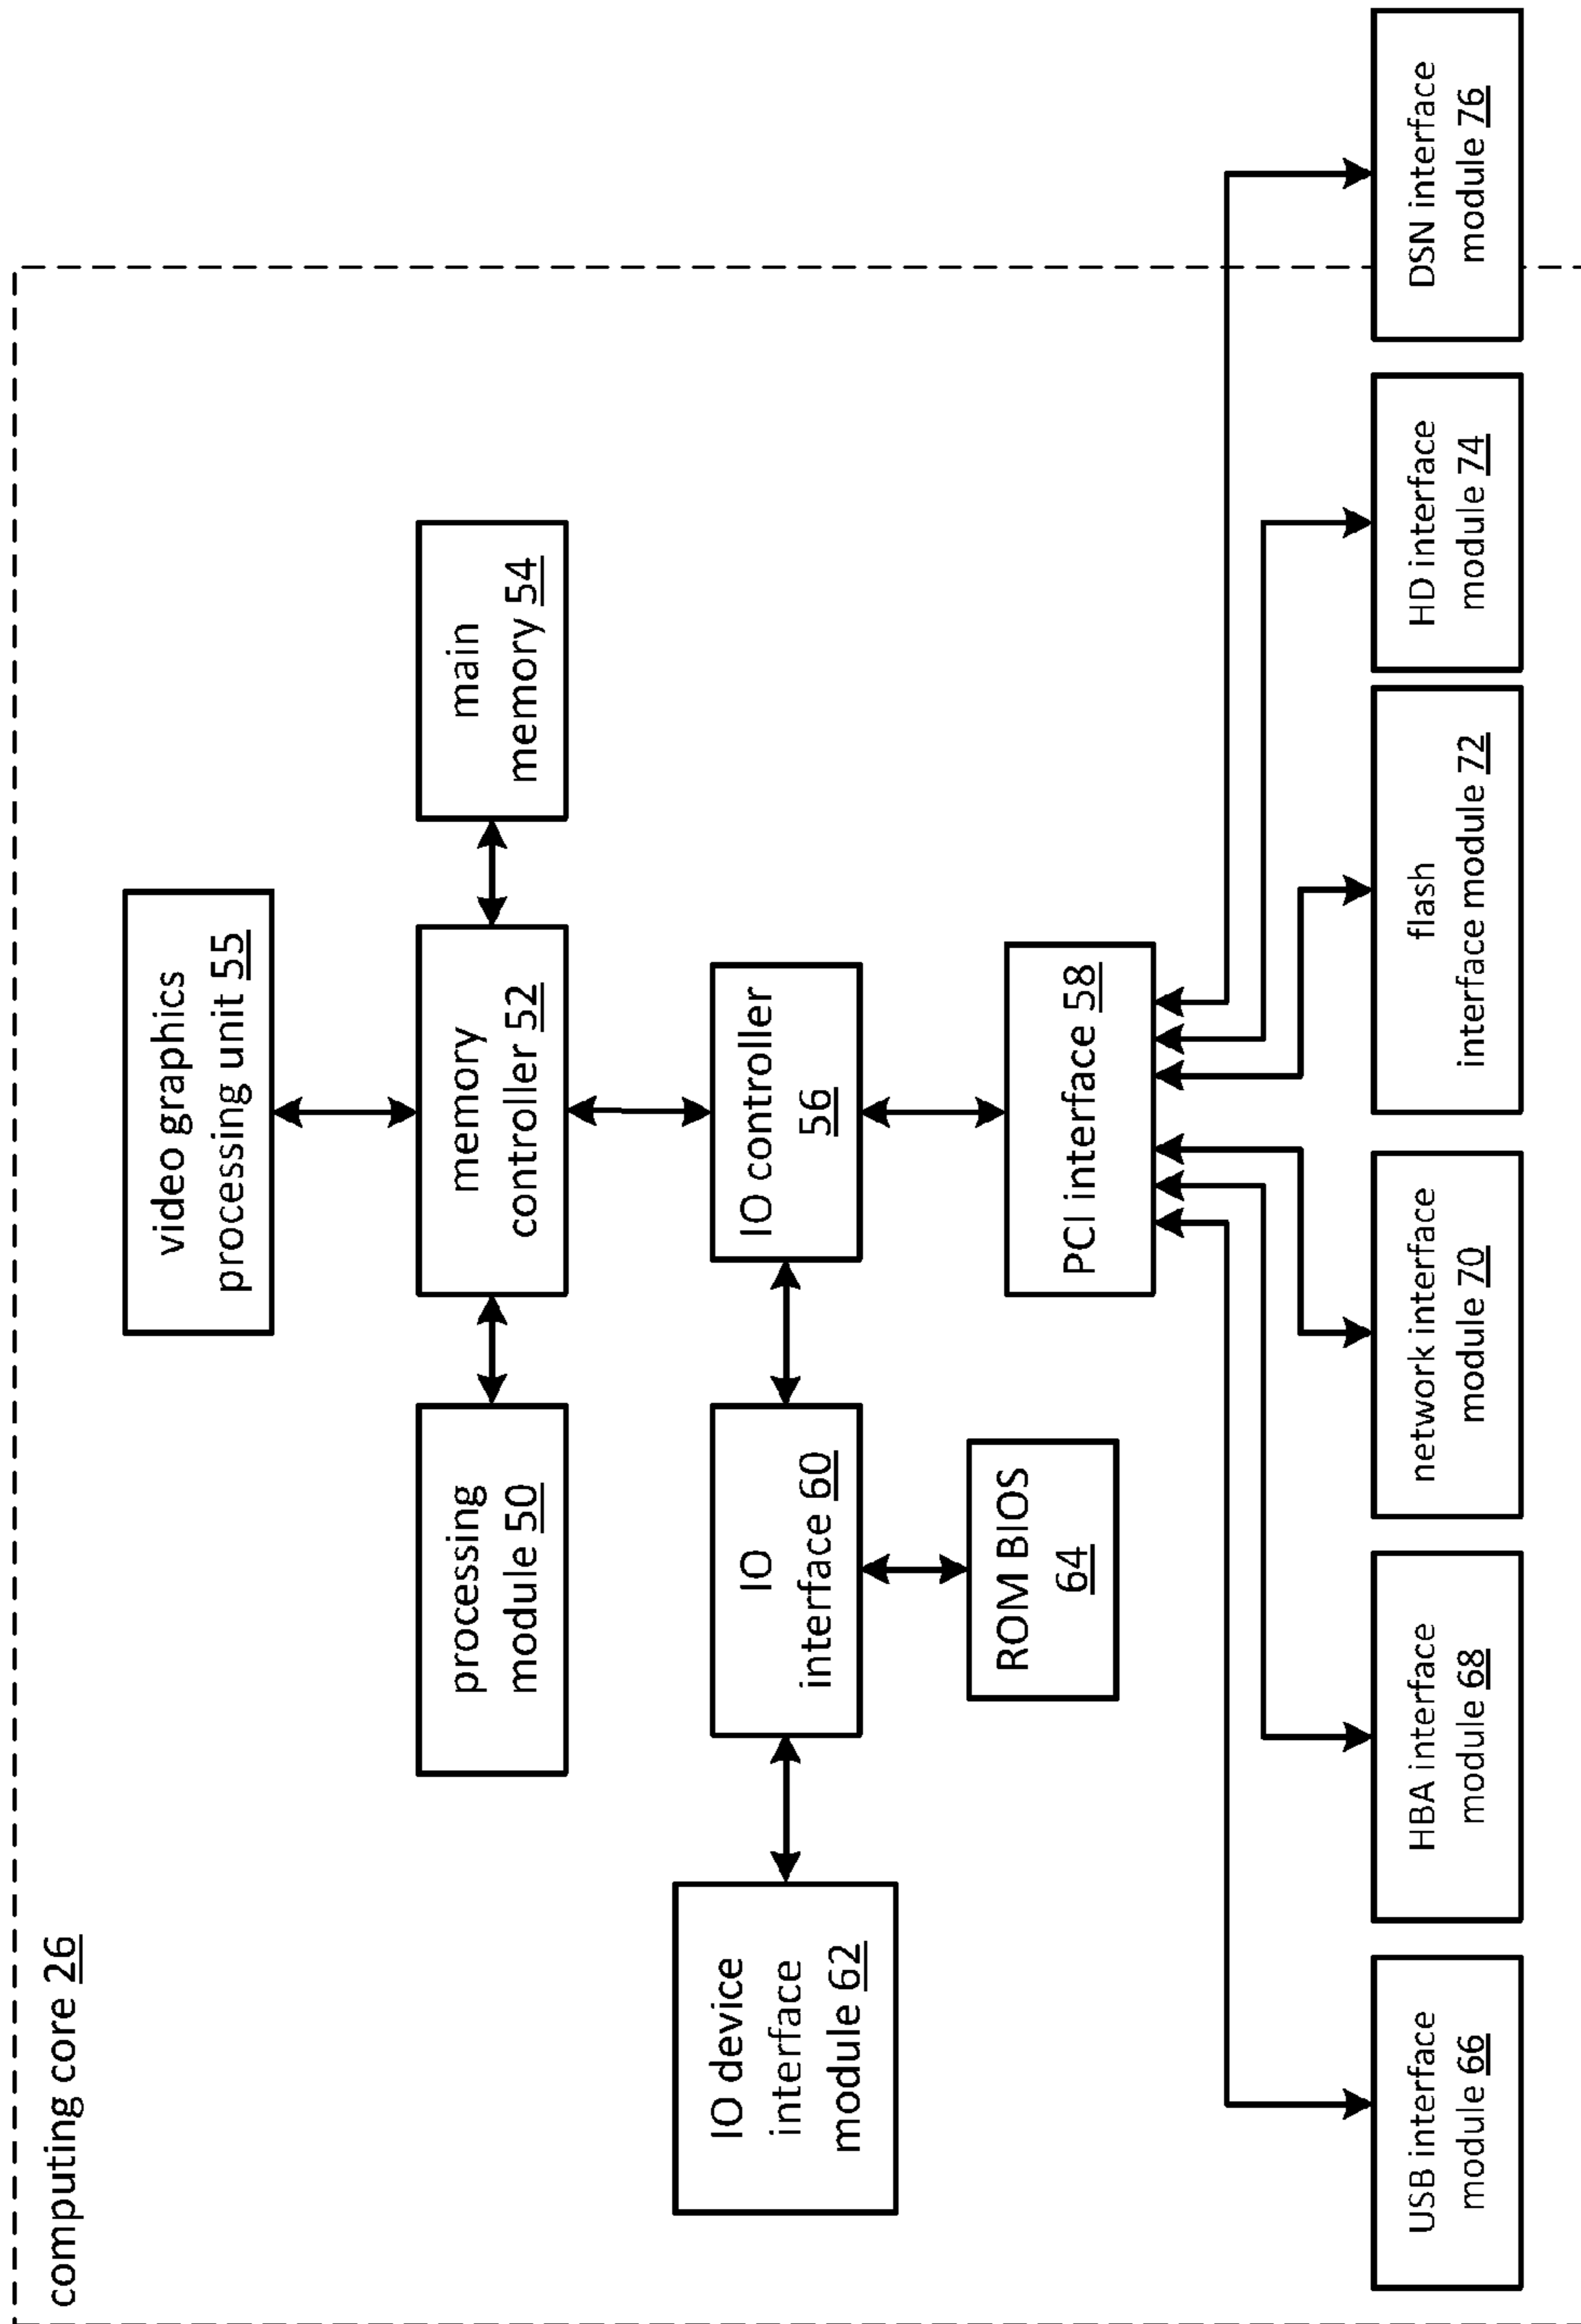 computing core 26
video graphics
processing unit 55
processing
module 50
memory
controller 52
main
memory 54
IO device
interface
module 62
IO
interface 60
IO controller
56
ROM BIOS
64
PCI interface 58
USB interface
module 66
HBA interface
module 68
network interface
module 70
flash
interface module 72
HD interface
module 74
DSN interface
module 76